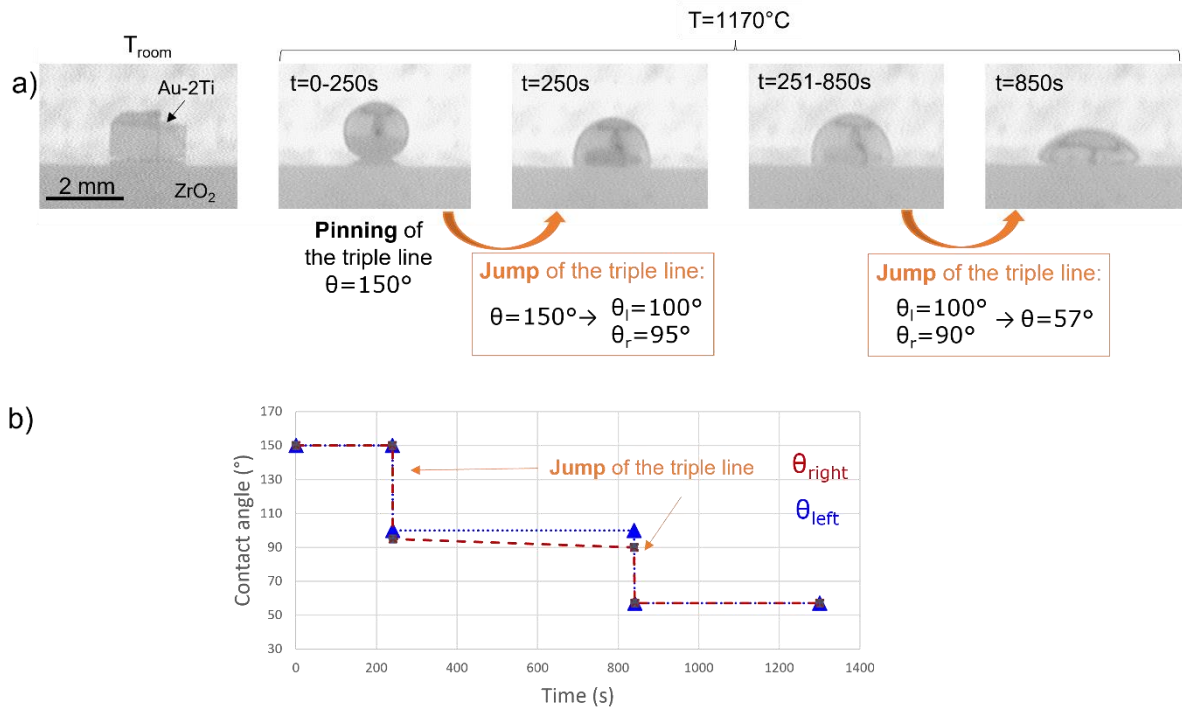 T=1170°C
T_room
a)
Au-2Ti
2 mm
ZrO₂
t=0-250s
t=250s
t=251-850s
t=850s
Pinning of
the triple line
θ=150°
Jump of the triple line:
θ=150°→ θₗ=100°
θᵣ=95°
Jump of the triple line:
θₗ=100°
θᵣ=90° → θ=57°
b)
170
150
130
110
90
70
50
30
Contact angle (°)
Jump of the triple line
θ_right
θ_left
0 200 400 600 800 1000 1200 1400
Time (s)